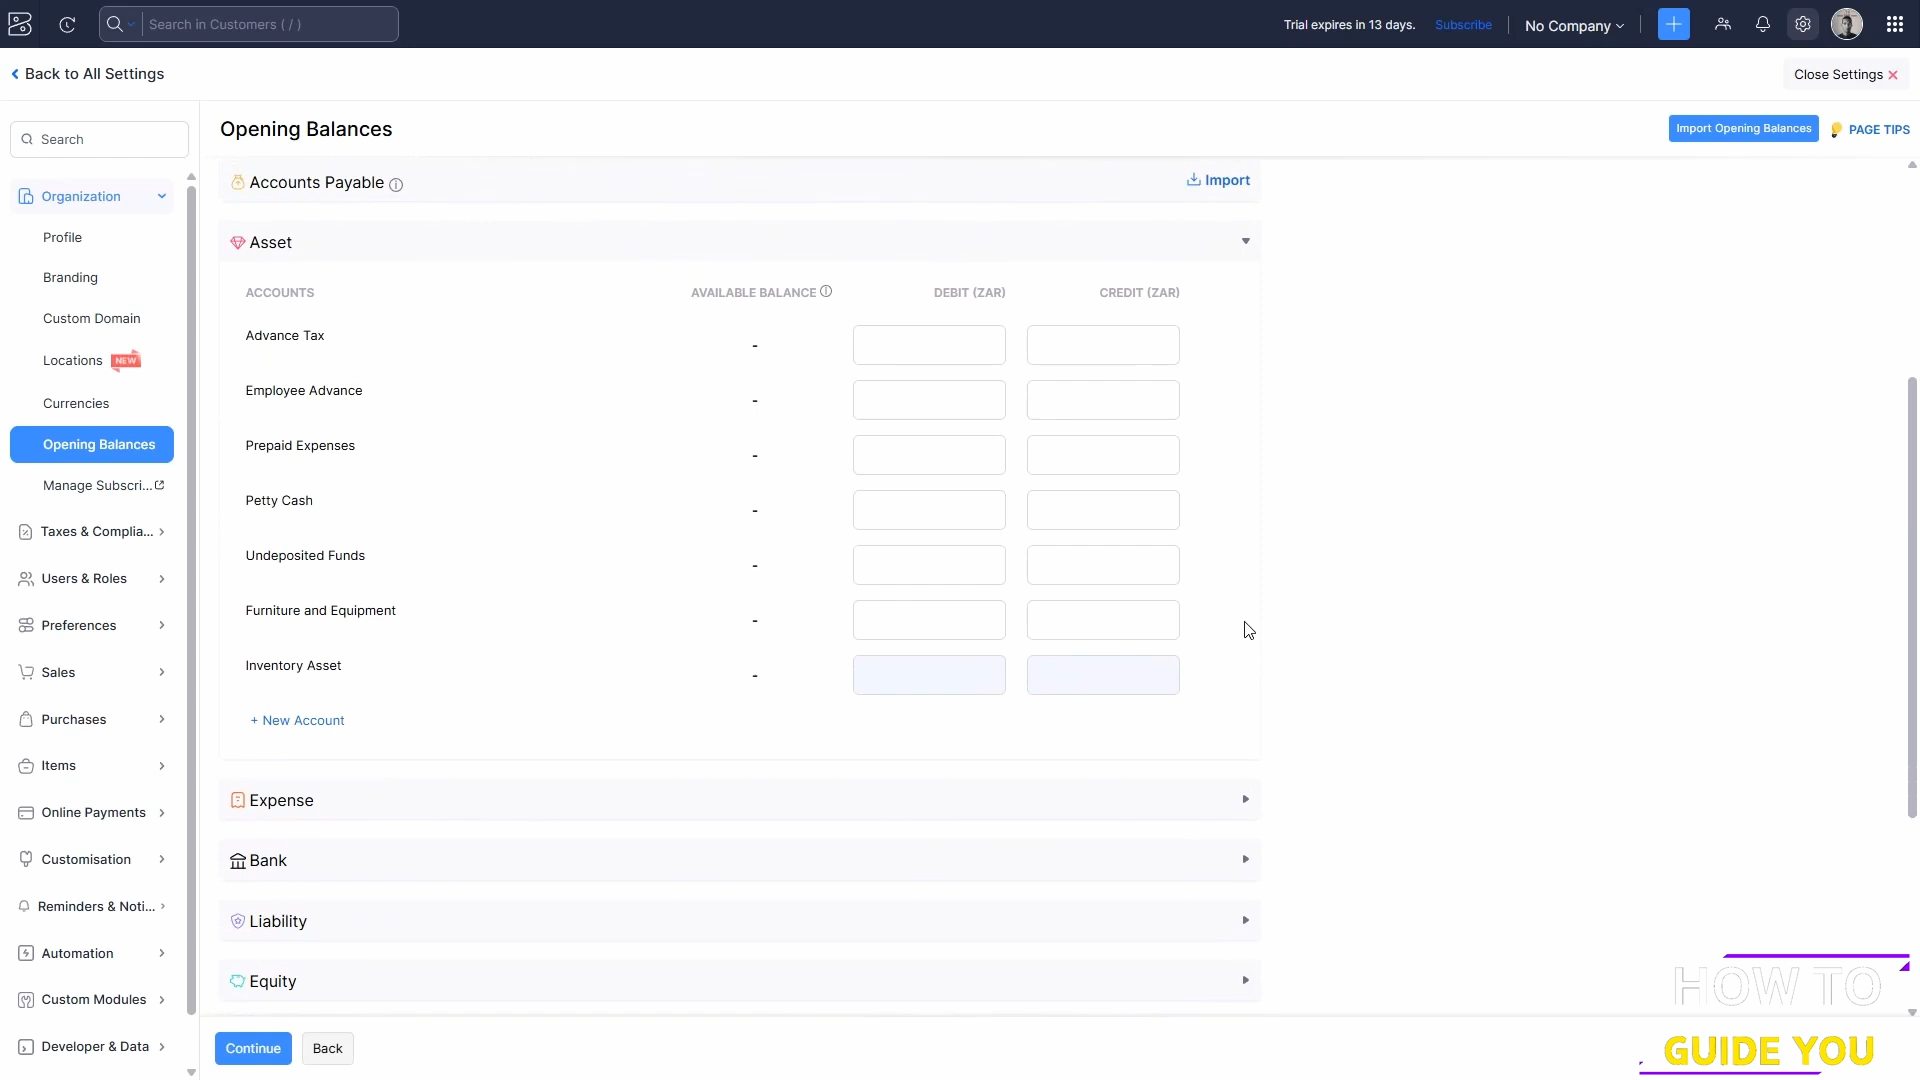 Search in Customers ( / )
Trial expires in 13 days.
Subscribe
No Company
Back to All Settings
Close Settings
Search
Opening Balances
Import Opening Balances
PAGE TIPS
Organization
Profile
Branding
Custom Domain
Locations NEW
Currencies
Opening Balances
Manage Subscri...
Taxes & Complia...
Users & Roles
Preferences
Sales
Purchases
Items
Online Payments
Customisation
Reminders & Noti...
Automation
Custom Modules
Developer & Data
Accounts Payable
Import
Asset
ACCOUNTS AVAILABLE BALANCE DEBIT (ZAR) CREDIT (ZAR)
Advance Tax -
Employee Advance -
Prepaid Expenses -
Petty Cash -
Undeposited Funds -
Furniture and Equipment -
Inventory Asset -
+ New Account
Expense
Bank
Liability
Equity
Continue
Back
HOW TO
GUIDE YOU